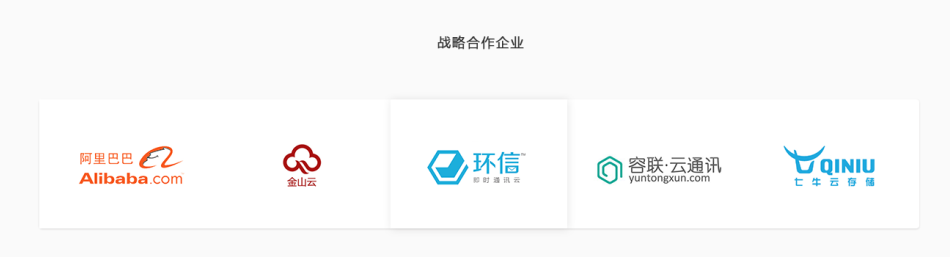 战略合作企业
阿里巴巴
Alibaba.com
金山云
环信™
即时通讯云
容联·云通讯
yuntongxun.com
QINIU
七牛云存储